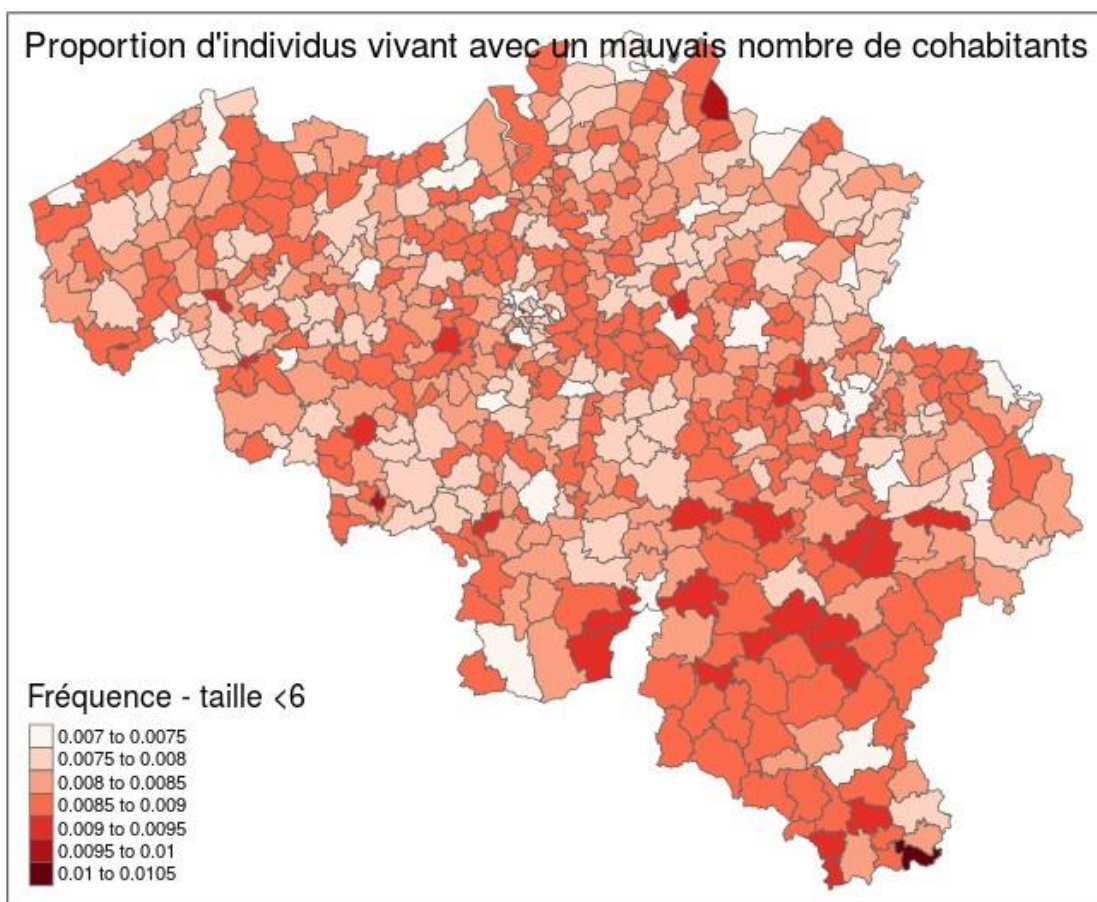 Proportion d'individus vivant avec un mauvais nombre de cohabitants
Fréquence - taille <6
0.007 to 0.0075
0.0075 to 0.008
0.008 to 0.0085
0.0085 to 0.009
0.009 to 0.0095
0.0095 to 0.01
0.01 to 0.0105